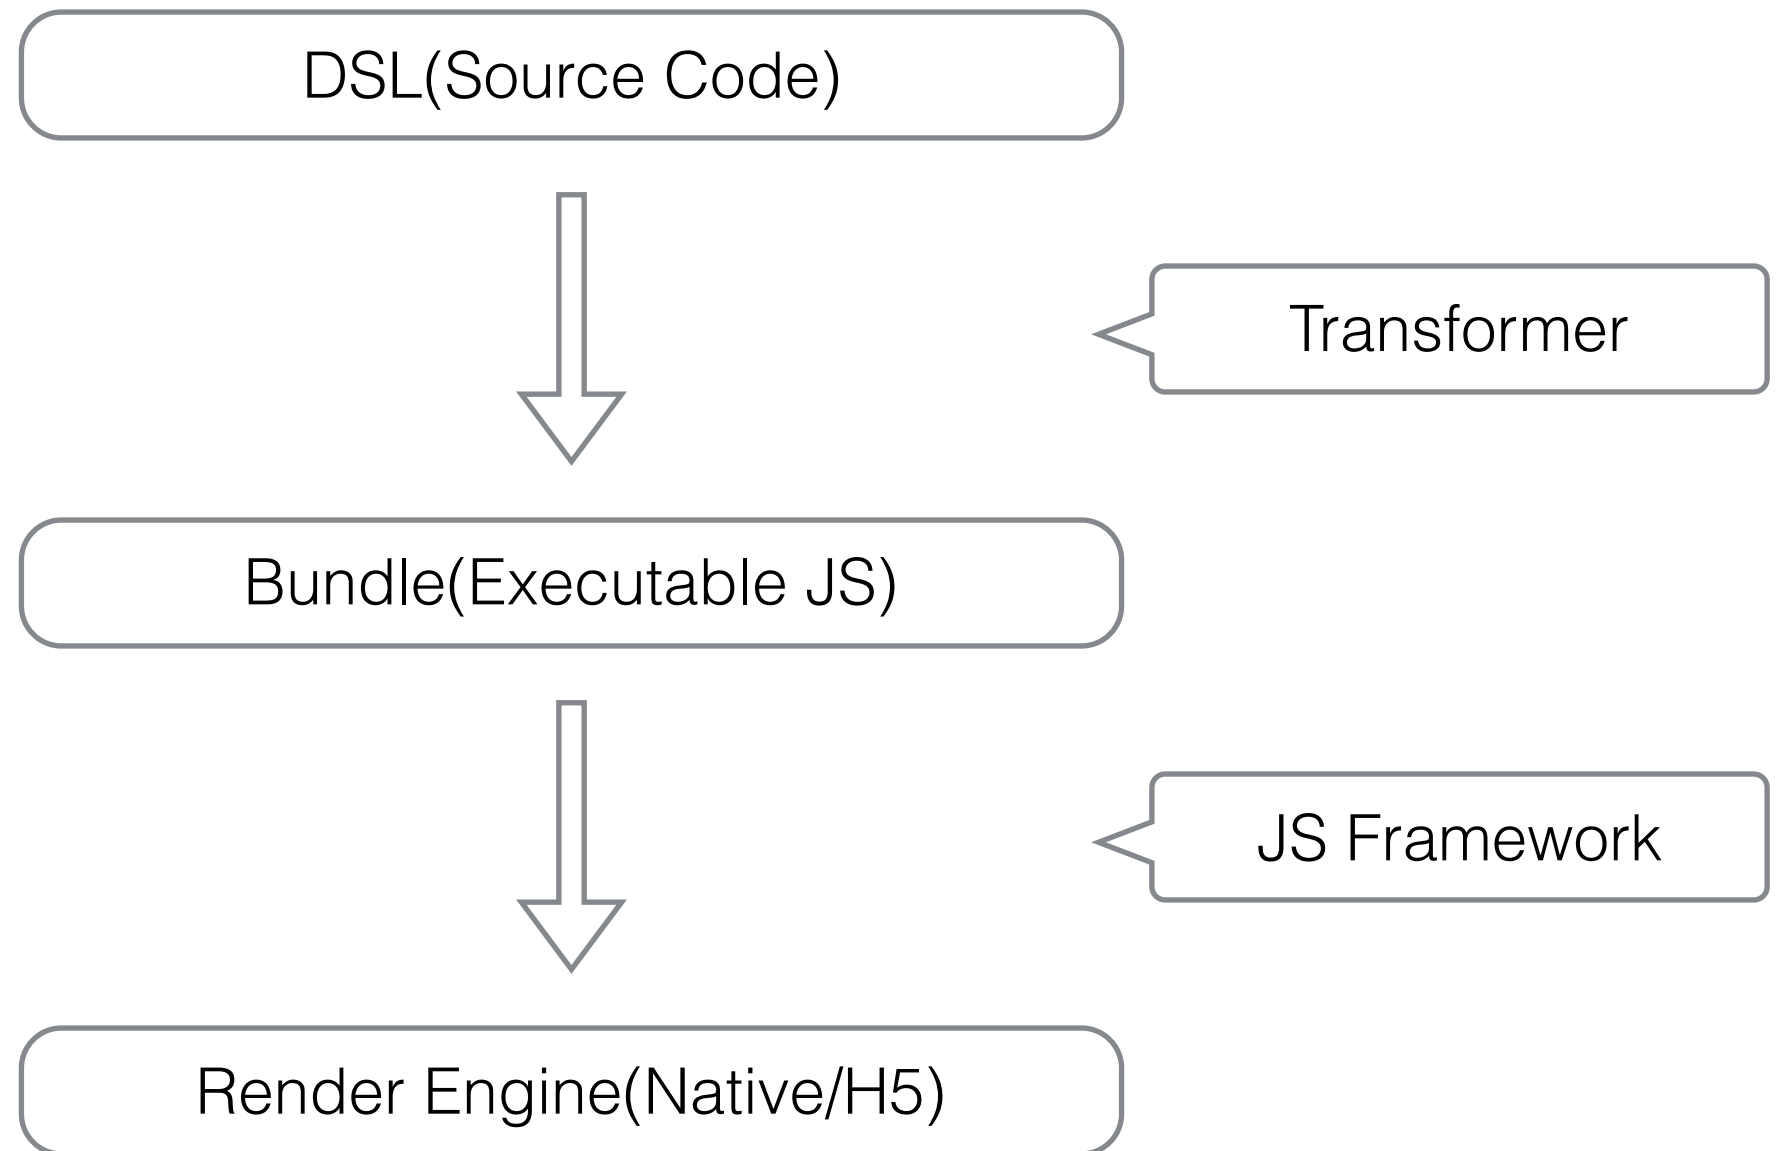 DSL(Source Code)
Transformer
Bundle(Executable JS)
JS Framework
Render Engine(Native/H5)